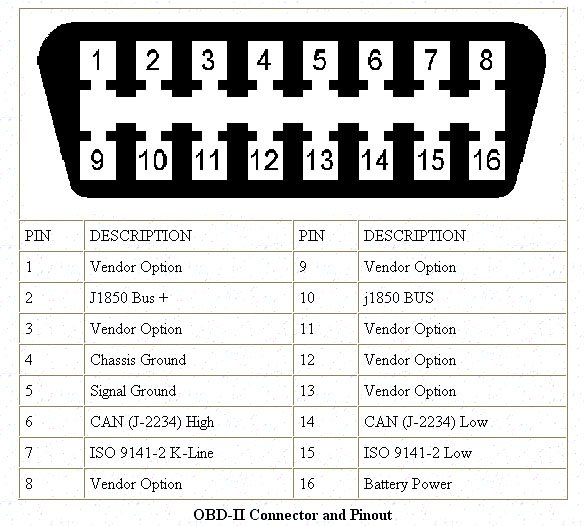 1 2 3 4 5 6 7 8
9 10 11 12 13 14 15 16
PIN DESCRIPTION PIN DESCRIPTION
1 Vendor Option 9 Vendor Option
2 J1850 Bus + 10 j1850 BUS
3 Vendor Option 11 Vendor Option
4 Chassis Ground 12 Vendor Option
5 Signal Ground 13 Vendor Option
6 CAN (J-2234) High 14 CAN (J-2234) Low
7 ISO 9141-2 K-Line 15 ISO 9141-2 Low
8 Vendor Option 16 Battery Power
OBD-II Connector and Pinout